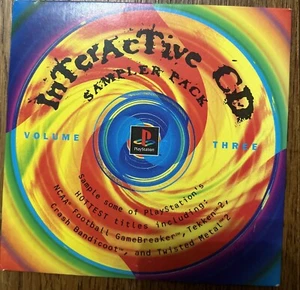 InTerAcTive CD
SAMPLER PACK
VOLUME
THREE
PlayStation
Sample some of PlayStation's
HOTTEST titles including:
NCAA® Football GameBreaker™, Tekken™ 2,
Crash Bandicoot™, and Twisted Metal™ 2